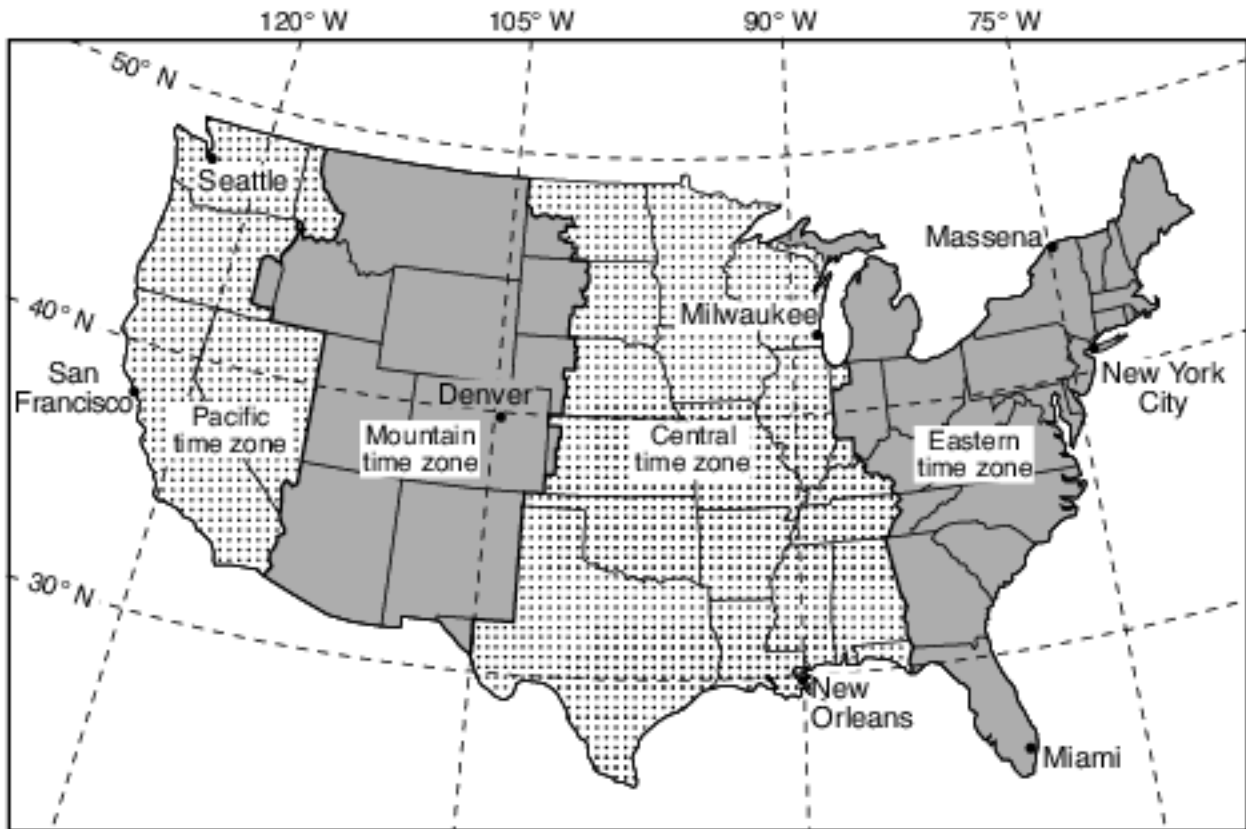 120° W
105° W
90° W
75° W
50° N
Seattle
Massena
40° N
Milwaukee
San
Francisco
Denver
New York
City
Pacific
time zone
Mountain
time zone
Central
time zone
Eastern
time zone
30° N
New
Orleans
Miami